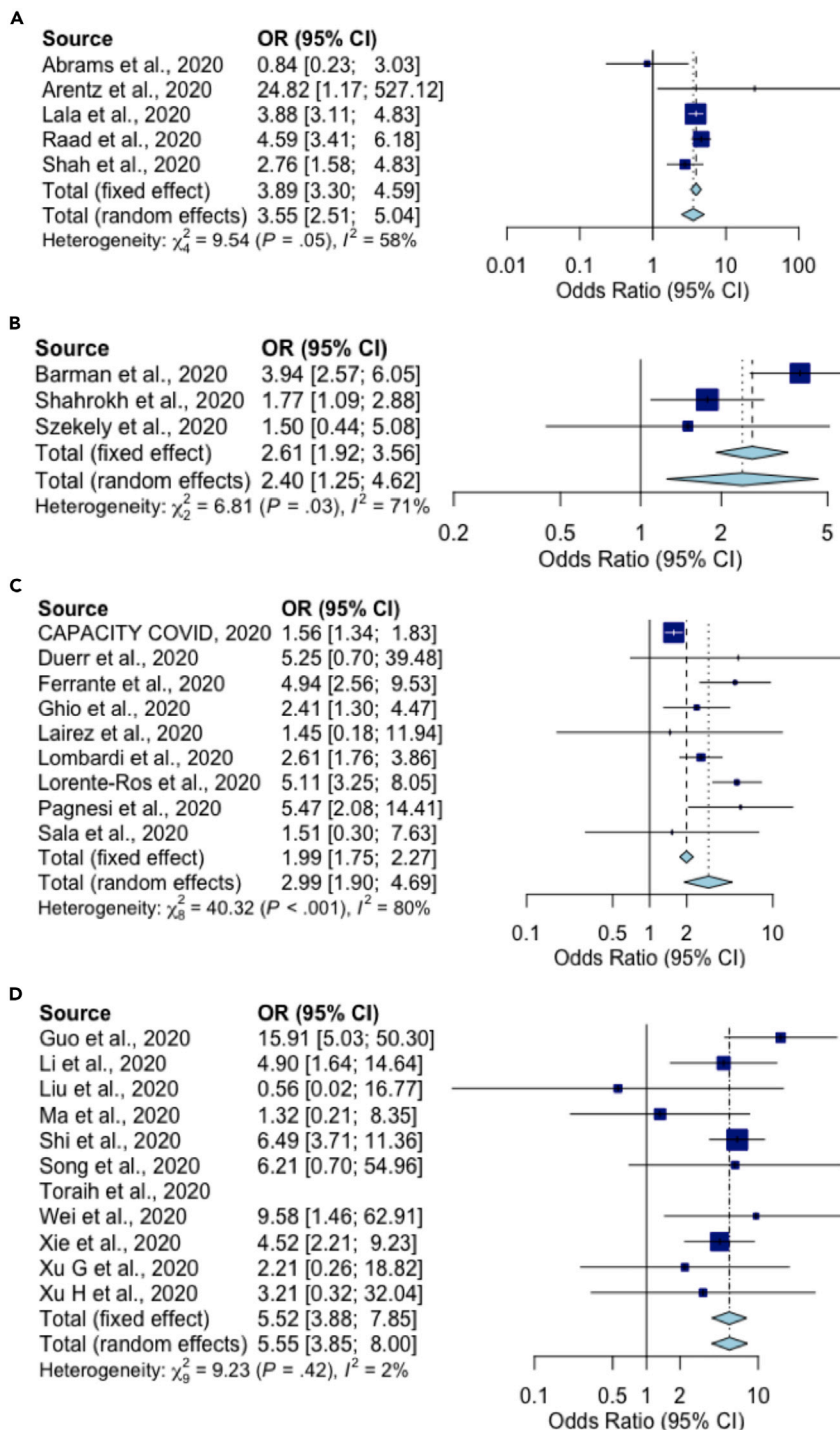 A
Source OR (95% CI)
Abrams et al., 2020 0.84 [0.23; 3.03]
Arentz et al., 2020 24.82 [1.17; 527.12]
Lala et al., 2020 3.88 [3.11; 4.83]
Raad et al., 2020 4.59 [3.41; 6.18]
Shah et al., 2020 2.76 [1.58; 4.83]
Total (fixed effect) 3.89 [3.30; 4.59]
Total (random effects) 3.55 [2.51; 5.04]
Heterogeneity: χ²₄ = 9.54 (P = .05), I² = 58%
0.01 0.1 1 10 100
Odds Ratio (95% CI)
B
Source OR (95% CI)
Barman et al., 2020 3.94 [2.57; 6.05]
Shahrokh et al., 2020 1.77 [1.09; 2.88]
Szekely et al., 2020 1.50 [0.44; 5.08]
Total (fixed effect) 2.61 [1.92; 3.56]
Total (random effects) 2.40 [1.25; 4.62]
Heterogeneity: χ²₂ = 6.81 (P = .03), I² = 71%
0.2 0.5 1 2 5
Odds Ratio (95% CI)
C
Source OR (95% CI)
CAPACITY COVID, 2020 1.56 [1.34; 1.83]
Duerr et al., 2020 5.25 [0.70; 39.48]
Ferrante et al., 2020 4.94 [2.56; 9.53]
Ghio et al., 2020 2.41 [1.30; 4.47]
Lairez et al., 2020 1.45 [0.18; 11.94]
Lombardi et al., 2020 2.61 [1.76; 3.86]
Lorente-Ros et al., 2020 5.11 [3.25; 8.05]
Pagnesi et al., 2020 5.47 [2.08; 14.41]
Sala et al., 2020 1.51 [0.30; 7.63]
Total (fixed effect) 1.99 [1.75; 2.27]
Total (random effects) 2.99 [1.90; 4.69]
Heterogeneity: χ²₈ = 40.32 (P < .001), I² = 80%
0.1 0.5 1 2 10
Odds Ratio (95% CI)
D
Source OR (95% CI)
Guo et al., 2020 15.91 [5.03; 50.30]
Li et al., 2020 4.90 [1.64; 14.64]
Liu et al., 2020 0.56 [0.02; 16.77]
Ma et al., 2020 1.32 [0.21; 8.35]
Shi et al., 2020 6.49 [3.71; 11.36]
Song et al., 2020 6.21 [0.70; 54.96]
Toraih et al., 2020
Wei et al., 2020 9.58 [1.46; 62.91]
Xie et al., 2020 4.52 [2.21; 9.23]
Xu G et al., 2020 2.21 [0.26; 18.82]
Xu H et al., 2020 3.21 [0.32; 32.04]
Total (fixed effect) 5.52 [3.88; 7.85]
Total (random effects) 5.55 [3.85; 8.00]
Heterogeneity: χ²₉ = 9.23 (P = .42), I² = 2%
0.1 0.5 1 2 10
Odds Ratio (95% CI)